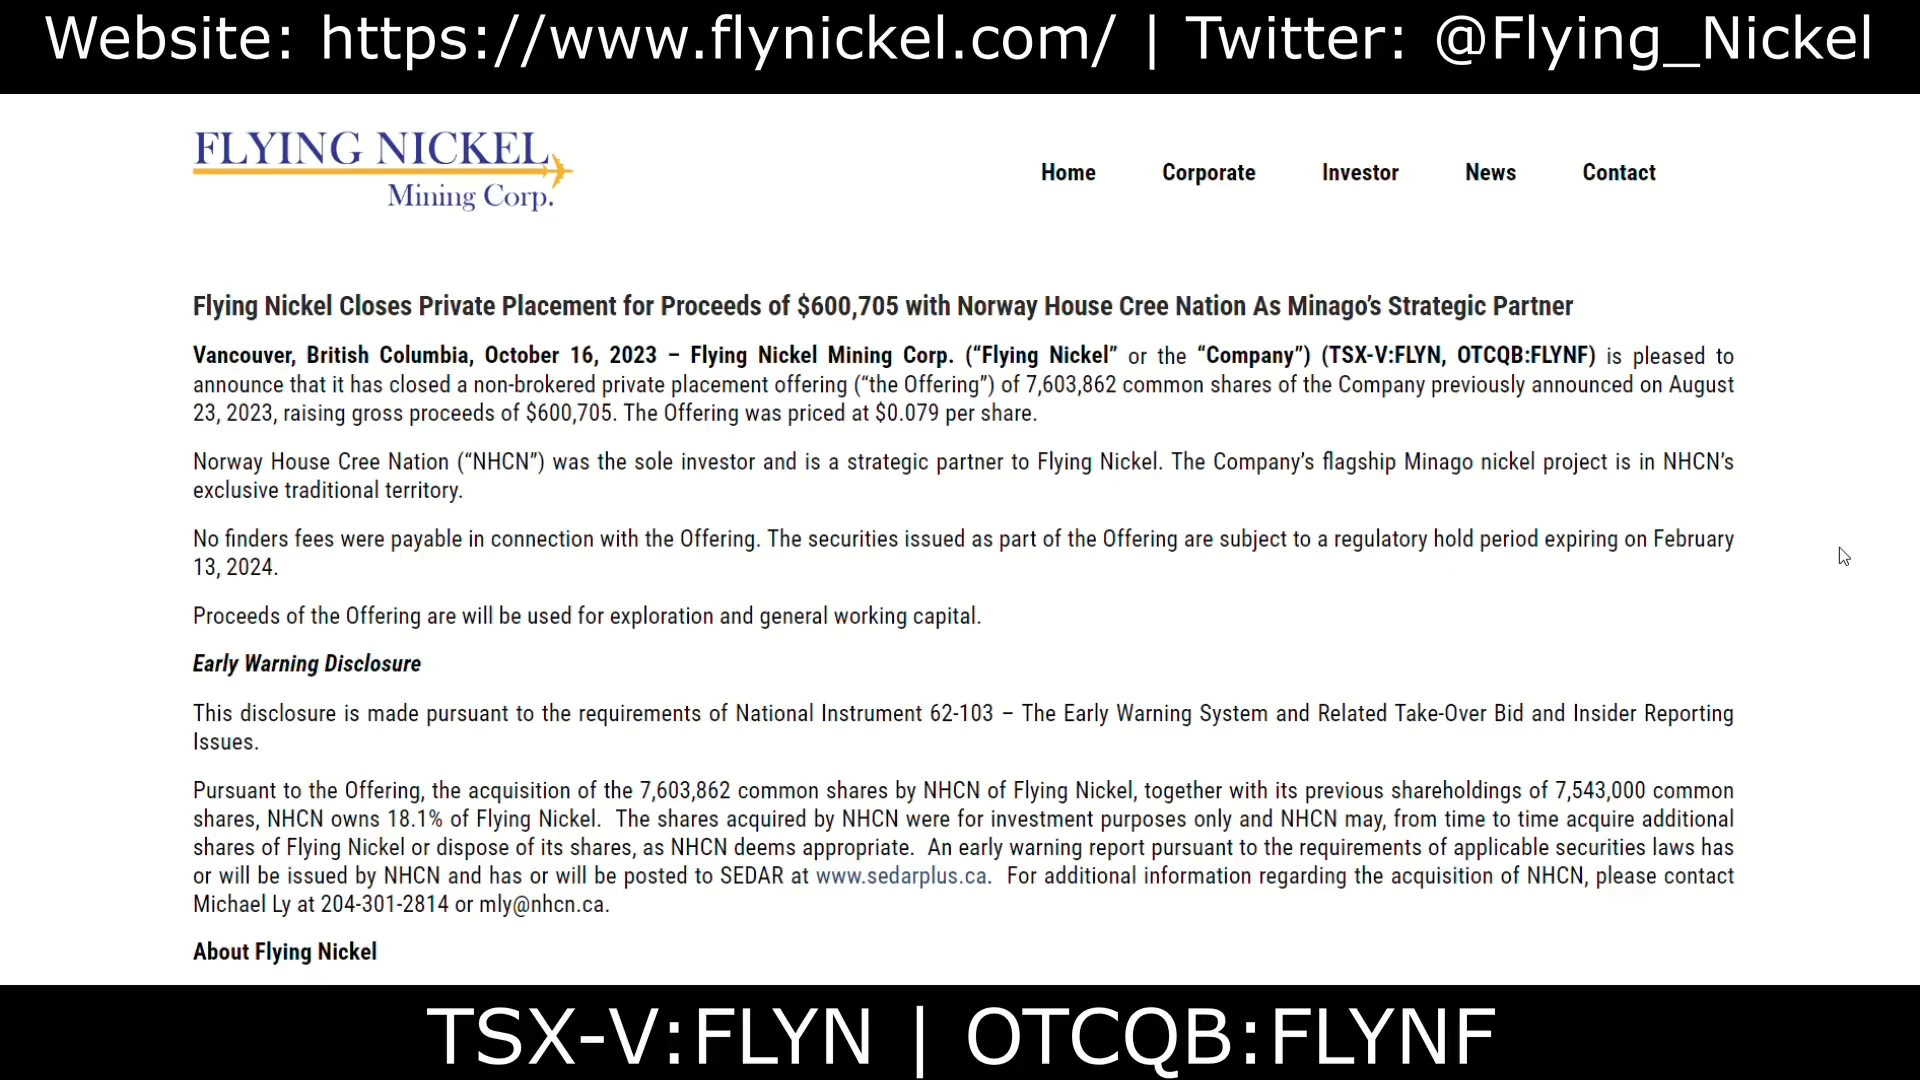 Website: https://www.flynickel.com/ | Twitter: @Flying_Nickel
FLYING NICKEL
Mining Corp.
Home Corporate Investor News Contact
Flying Nickel Closes Private Placement for Proceeds of $600,705 with Norway House Cree Nation As Minago’s Strategic Partner
Vancouver, British Columbia, October 16, 2023 – Flying Nickel Mining Corp. (“Flying Nickel” or the “Company”) (TSX-V:FLYN, OTCQB:FLYNF) is pleased to
announce that it has closed a non-brokered private placement offering (“the Offering”) of 7,603,862 common shares of the Company previously announced on August
23, 2023, raising gross proceeds of $600,705. The Offering was priced at $0.079 per share.
Norway House Cree Nation (“NHCN”) was the sole investor and is a strategic partner to Flying Nickel. The Company’s flagship Minago nickel project is in NHCN’s
exclusive traditional territory.
No finders fees were payable in connection with the Offering. The securities issued as part of the Offering are subject to a regulatory hold period expiring on February
13, 2024.
Proceeds of the Offering are will be used for exploration and general working capital.
Early Warning Disclosure
This disclosure is made pursuant to the requirements of National Instrument 62-103 – The Early Warning System and Related Take-Over Bid and Insider Reporting
Issues.
Pursuant to the Offering, the acquisition of the 7,603,862 common shares by NHCN of Flying Nickel, together with its previous shareholdings of 7,543,000 common
shares, NHCN owns 18.1% of Flying Nickel. The shares acquired by NHCN were for investment purposes only and NHCN may, from time to time acquire additional
shares of Flying Nickel or dispose of its shares, as NHCN deems appropriate. An early warning report pursuant to the requirements of applicable securities laws has
or will be issued by NHCN and has or will be posted to SEDAR at www.sedarplus.ca. For additional information regarding the acquisition of NHCN, please contact
Michael Ly at 204-301-2814 or mly@nhcn.ca.
About Flying Nickel
TSX-V:FLYN | OTCQB:FLYNF